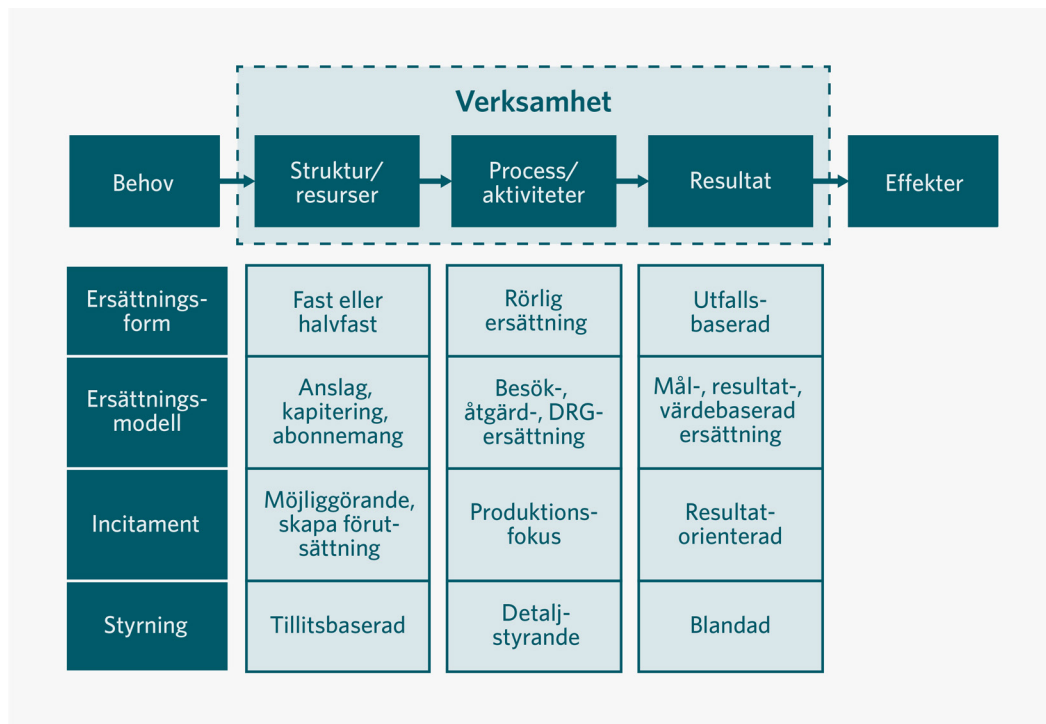 Verksamhet
Behov
Struktur/
resurser
Process/
aktiviteter
Resultat
Effekter
Ersättnings-
form
Fast eller
halvfast
Rörlig
ersättning
Utfalls-
baserad
Ersättnings-
modell
Anslag,
kapitering,
abonnemang
Besök-,
åtgärd-, DRG-
ersättning
Mål-, resultat-,
värdebaserad
ersättning
Incitament
Möjliggörande,
skapa förut-
sättning
Produktions-
fokus
Resultat-
orienterad
Styrning
Tillitsbaserad
Detalj-
styrande
Blandad